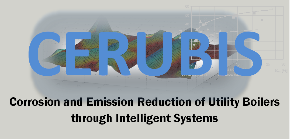 CERUBIS
Corrosion and Emission Reduction of Utility Boilers
through Intelligent Systems